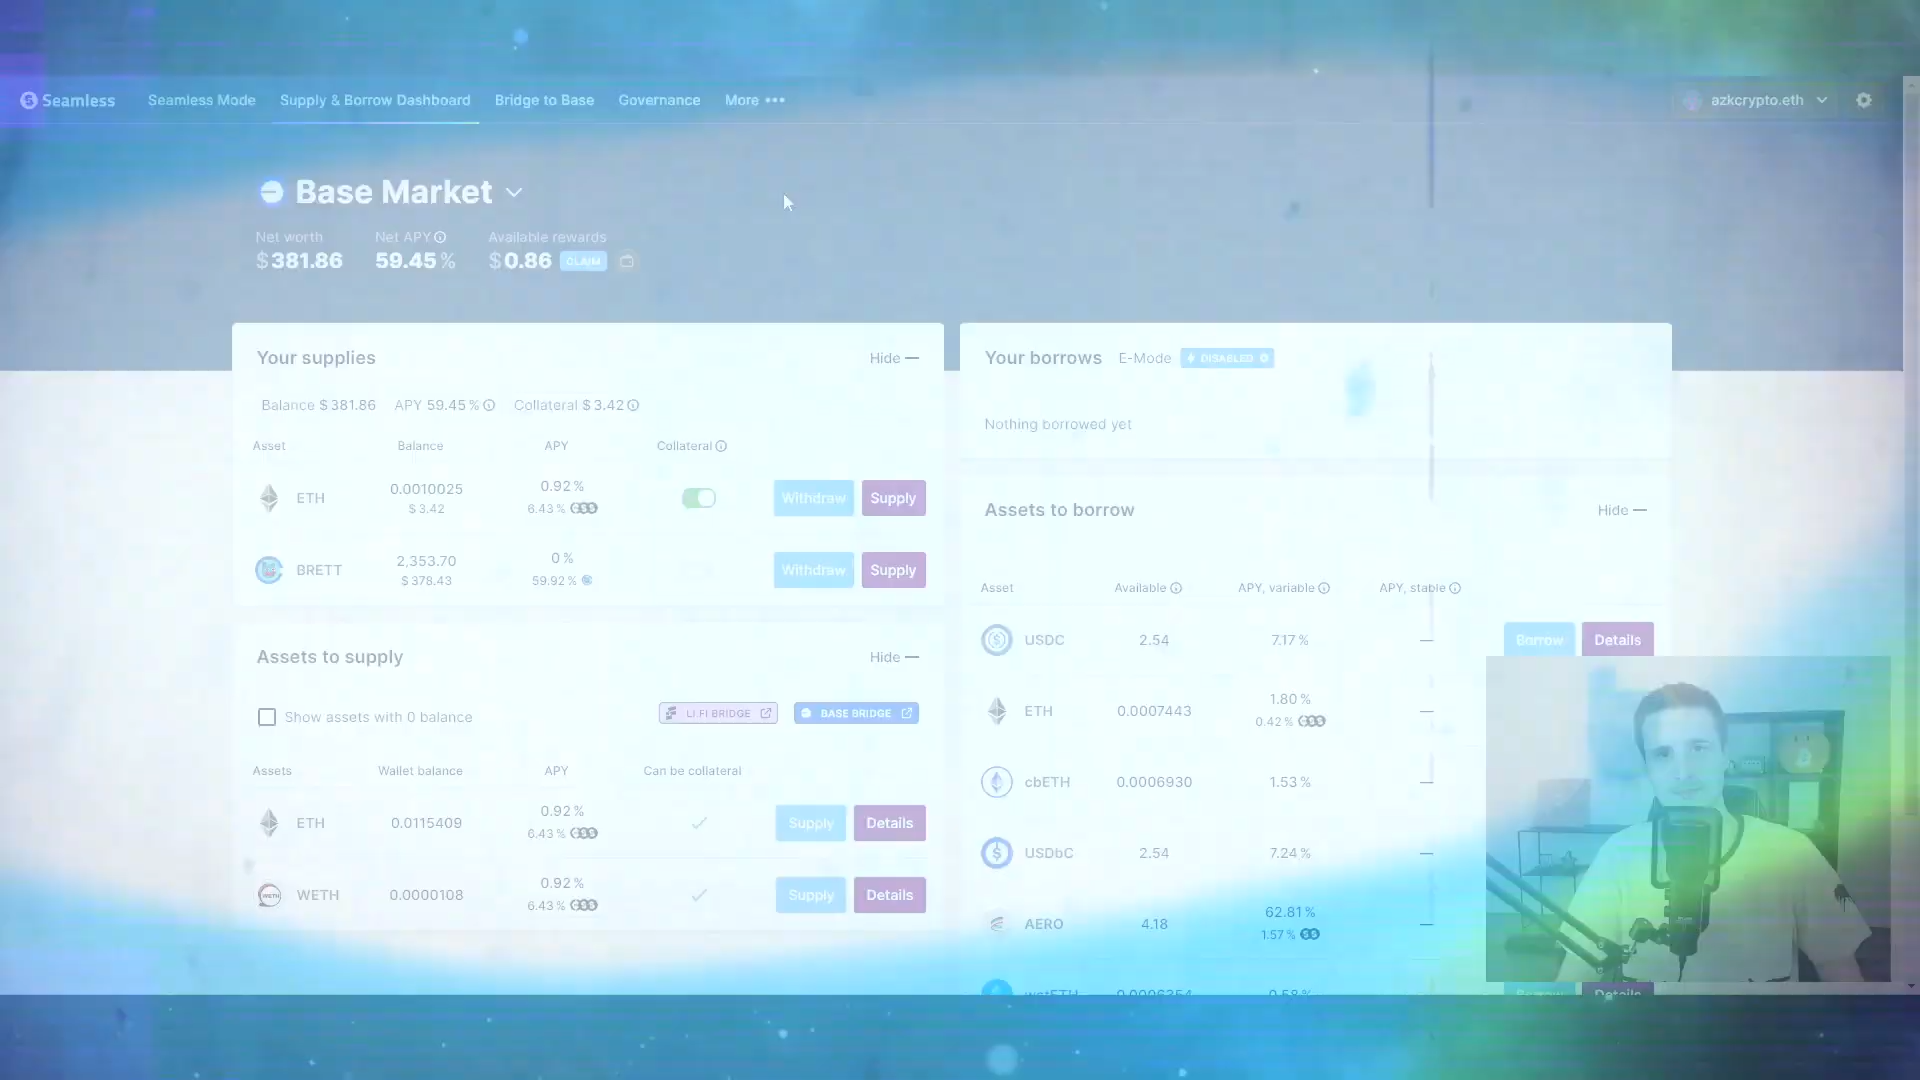 Seamless
Seamless Mode
Supply & Borrow Dashboard
Bridge to Base
Governance
More
azkcrypto.eth
Base Market
Net worth
Net APY
Available rewards
$381.86
59.45%
$0.86 CLAIM
Your supplies
Hide
Balance $381.86
APY 59.45%
Collateral $3.42
Asset
Balance
APY
Collateral
ETH
0.0010025
$3.42
0.92%
6.43%
Withdraw
Supply
BRETT
2,353.70
$378.43
0%
59.92%
Withdraw
Supply
Assets to supply
Hide
Show assets with 0 balance
LI.FI BRIDGE
BASE BRIDGE
Assets
Wallet balance
APY
Can be collateral
ETH
0.0115409
0.92%
6.43%
Supply
Details
WETH
0.0000108
0.92%
6.43%
Supply
Details
Your borrows
E-Mode
DISABLED
Nothing borrowed yet
Assets to borrow
Hide
Asset
Available
APY, variable
APY, stable
USDC
2.54
7.17%
—
Borrow
Details
ETH
0.0007443
1.80%
0.42%
—
cbETH
0.0006930
1.53%
—
USDbC
2.54
7.24%
—
AERO
4.18
62.81%
1.57%
—
wstETH
0.0006354
0.58%
Borrow
Details